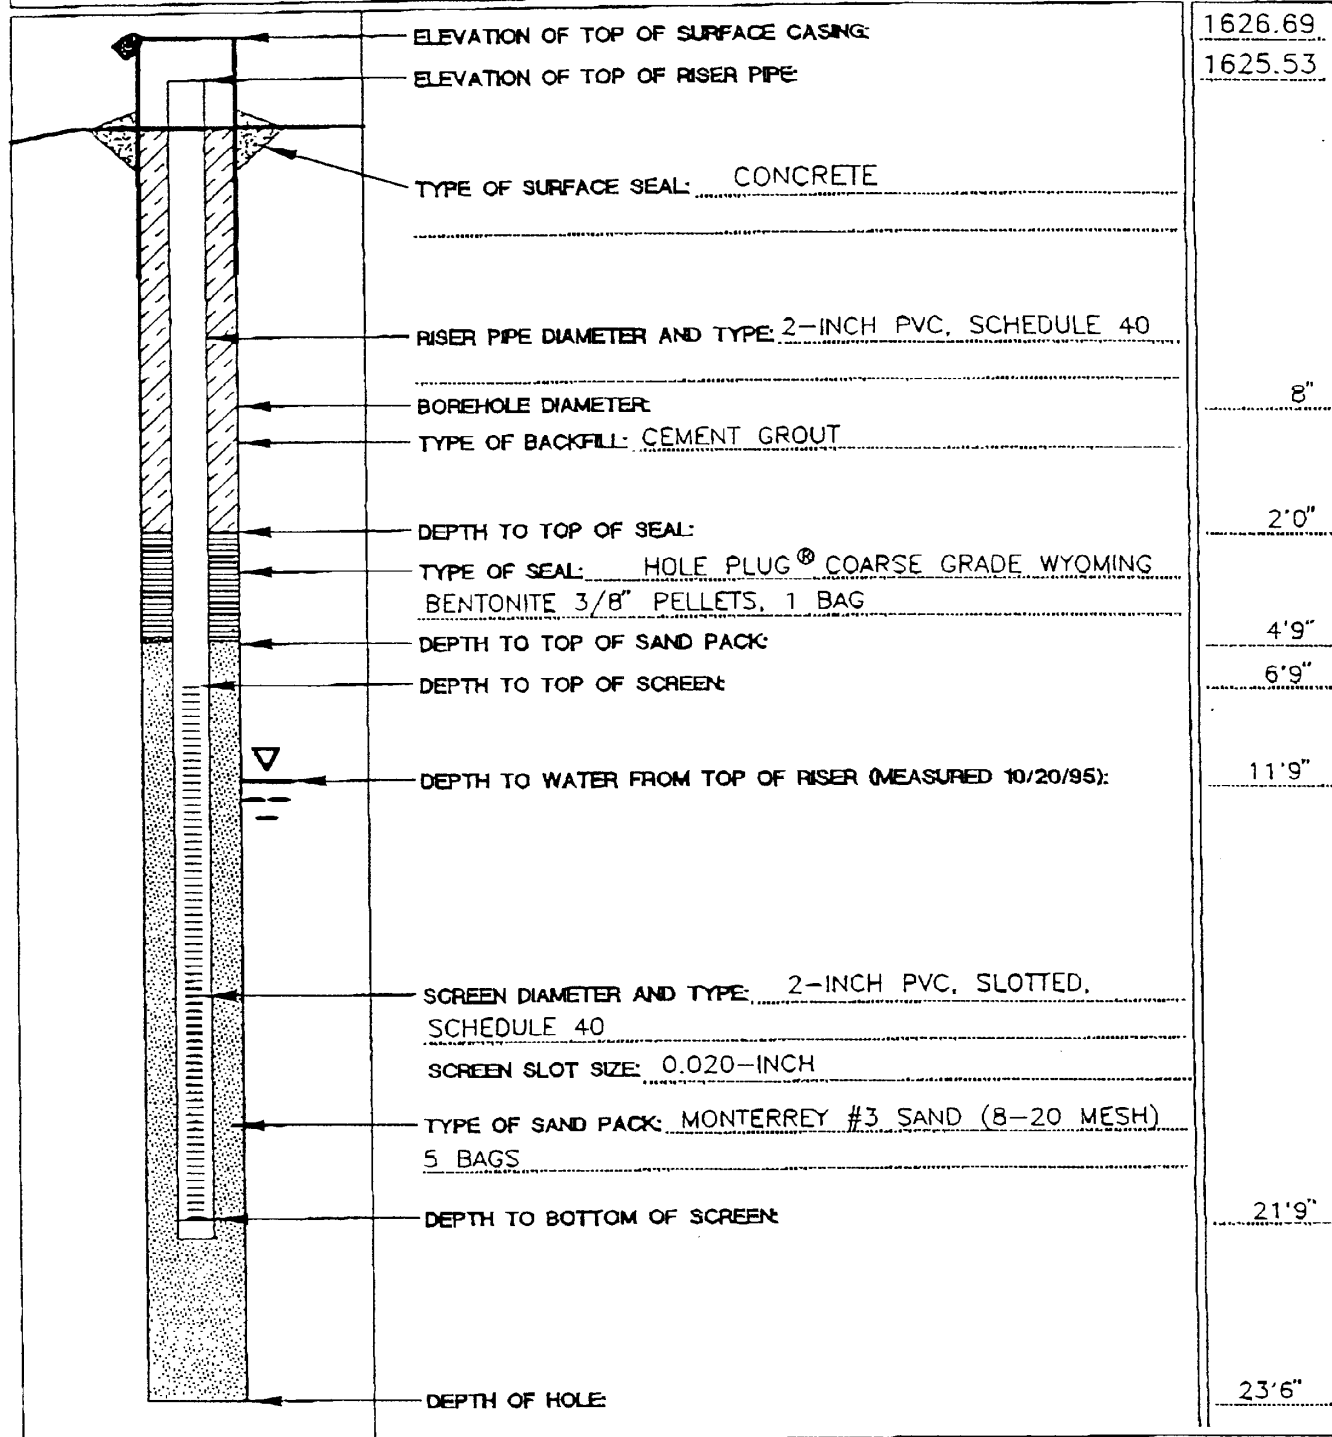 ELEVATION OF TOP OF SURFACE CASING: 1626.69
ELEVATION OF TOP OF RISER PIPE: 1625.53
TYPE OF SURFACE SEAL: CONCRETE
RISER PIPE DIAMETER AND TYPE: 2-INCH PVC, SCHEDULE 40
BOREHOLE DIAMETER: 8"
TYPE OF BACKFILL: CEMENT GROUT
DEPTH TO TOP OF SEAL: 2'0"
TYPE OF SEAL: HOLE PLUG® COARSE GRADE WYOMING
BENTONITE 3/8" PELLETS, 1 BAG
DEPTH TO TOP OF SAND PACK: 4'9"
DEPTH TO TOP OF SCREEN: 6'9"
DEPTH TO WATER FROM TOP OF RISER (MEASURED 10/20/95): 11'9"
SCREEN DIAMETER AND TYPE: 2-INCH PVC, SLOTTED,
SCHEDULE 40
SCREEN SLOT SIZE: 0.020-INCH
TYPE OF SAND PACK: MONTERREY #3 SAND (8-20 MESH)
5 BAGS
DEPTH TO BOTTOM OF SCREEN: 21'9"
DEPTH OF HOLE: 23'6"